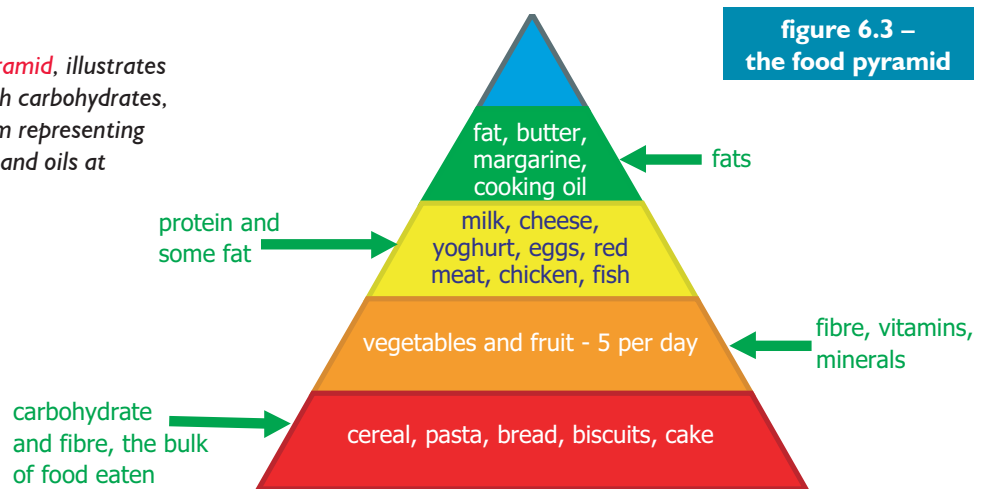 figure 6.3 –
the food pyramid
ramid, illustrates
h carbohydrates,
n representing
and oils at
fat, butter,
margarine,
cooking oil
fats
protein and
some fat
milk, cheese,
yoghurt, eggs, red
meat, chicken, fish
vegetables and fruit - 5 per day
fibre, vitamins,
minerals
carbohydrate
and fibre, the bulk
of food eaten
cereal, pasta, bread, biscuits, cake